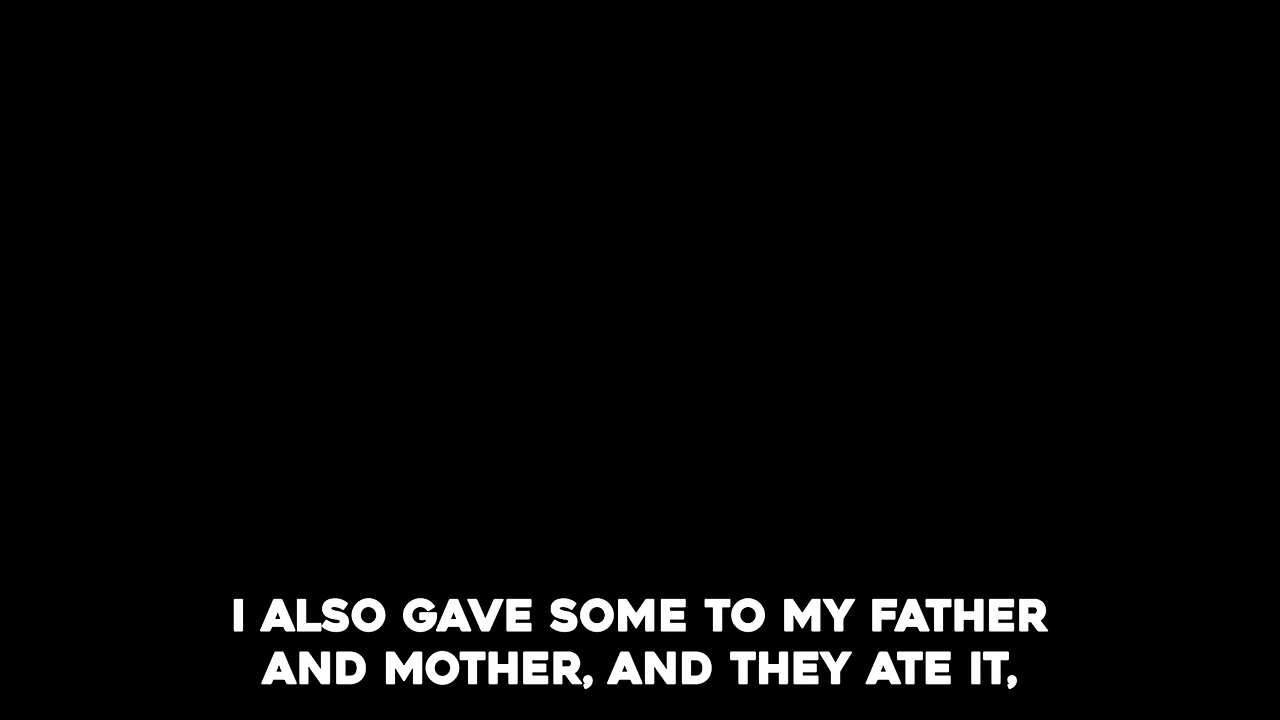 I ALSO GAVE SOME TO MY FATHER
AND MOTHER, AND THEY ATE IT,